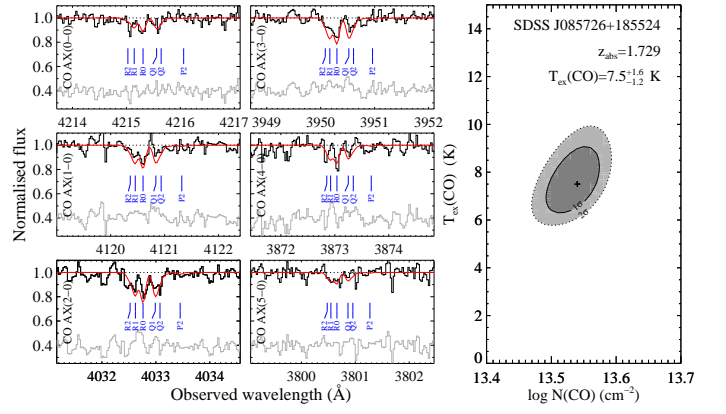 Normalised flux
1.0
0.8
0.6
0.4
CO AX(0−0)
R2 R1 R0 Q1 Q2 P2
4214 4215 4216 4217
CO AX(3−0)
R2 R1 R0 Q1 Q2 P2
3949 3950 3951 3952
1.0
0.8
0.6
0.4
CO AX(1−0)
R2 R1 R0 Q1 Q2 P2
4120 4121 4122
CO AX(4−0)
R2 R1 R0 Q1 Q2 P2
3872 3873 3874
1.0
0.8
0.6
0.4
CO AX(2−0)
R2 R1 R0 Q1 Q2 P2
4032 4033 4034
CO AX(5−0)
R2 R1 R0 Q1 Q2 P2
3800 3801 3802
Observed wavelength (Å)
SDSS J085726+185524
z_abs=1.729
T_ex(CO)=7.5^{+1.6}_{−1.2} K
T_ex(CO) (K)
15
14
12
10
8
6
4
2
0
1σ
2σ
13.4 13.5 13.6 13.7
log N(CO) (cm^{−2})